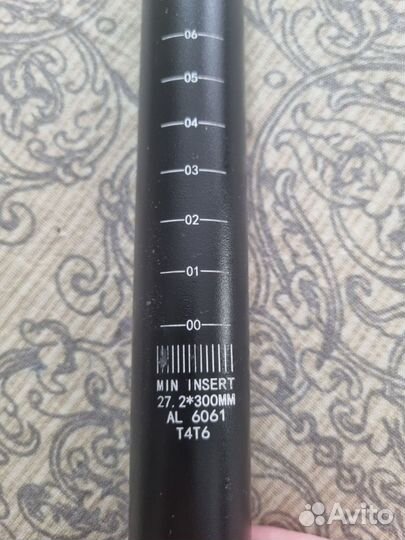 06
05
04
03
02
01
00
MIN INSERT
27.2*300MM
AL 6061
T4T6
Avito